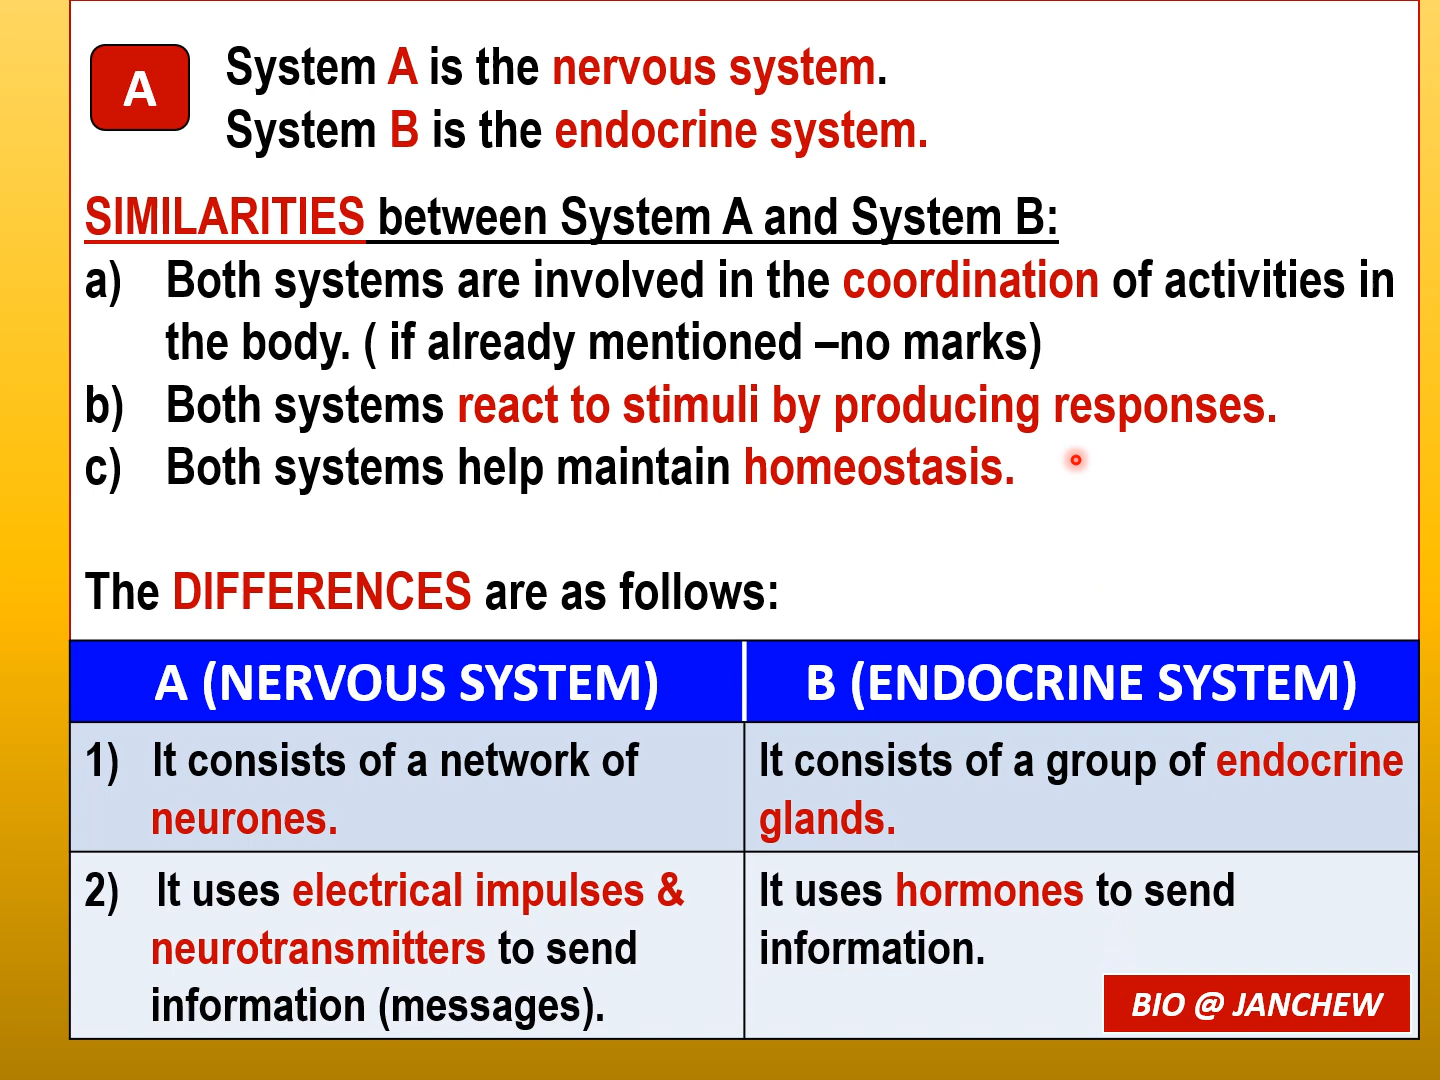 A
System A is the nervous system.
System B is the endocrine system.
SIMILARITIES between System A and System B:
a) Both systems are involved in the coordination of activities in
the body. ( if already mentioned –no marks)
b) Both systems react to stimuli by producing responses.
c) Both systems help maintain homeostasis.
The DIFFERENCES are as follows:
A (NERVOUS SYSTEM)
B (ENDOCRINE SYSTEM)
1) It consists of a network of
neurones.
It consists of a group of endocrine
glands.
2) It uses electrical impulses &
neurotransmitters to send
information (messages).
It uses hormones to send
information.
BIO @ JANCHEW